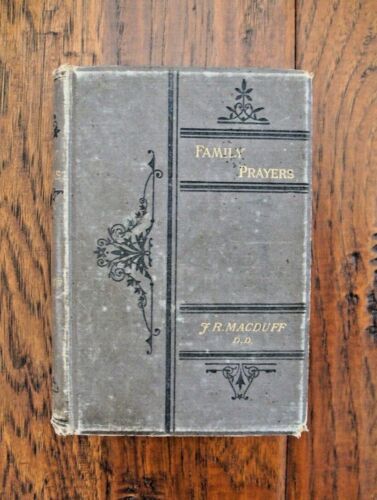 FAMILY
PRAYERS
J. R. MACDUFF
D.D.